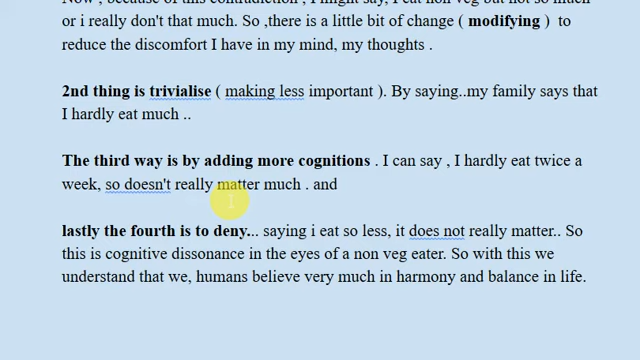 Now , because of this contradiction , I might say, I eat non veg but not so much
or i really don't that much. So ,there is a little bit of change ( modifying ) to
reduce the discomfort I have in my mind, my thoughts .
2nd thing is trivialise ( making less important ). By saying..my family says that
I hardly eat much ..
The third way is by adding more cognitions . I can say , I hardly eat twice a
week, so doesn't really matter much . and
lastly the fourth is to deny... saying i eat so less, it does not really matter.. So
this is cognitive dissonance in the eyes of a non veg eater. So with this we
understand that we, humans believe very much in harmony and balance in life.